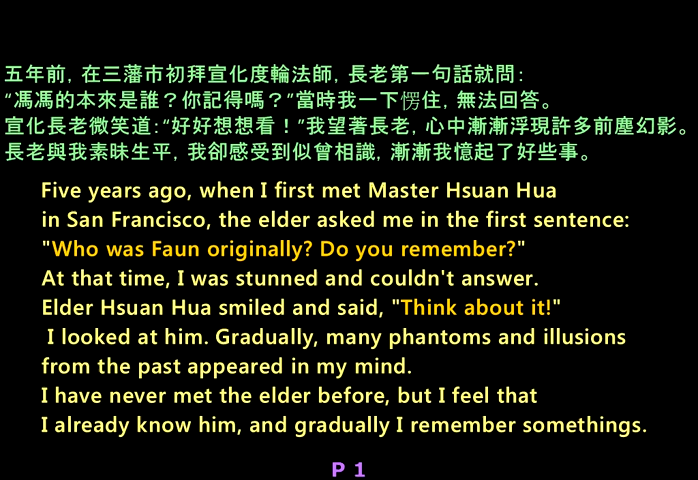 五年前, 在三藩市初拜宣化度輪法師, 長老第一句話就問:
“馮馮的本來是誰？你記得嗎？”當時我一下愣住, 無法回答。
宣化長老微笑道:“好好想想看！”我望著長老, 心中漸漸浮現許多前塵幻影。
長老與我素昧生平, 我卻感受到似曾相識, 漸漸我憶起了好些事。
Five years ago, when I first met Master Hsuan Hua
in San Francisco, the elder asked me in the first sentence:
"Who was Faun originally? Do you remember?"
At that time, I was stunned and couldn't answer.
Elder Hsuan Hua smiled and said, "Think about it!"
I looked at him. Gradually, many phantoms and illusions
from the past appeared in my mind.
I have never met the elder before, but I feel that
I already know him, and gradually I remember somethings.
P 1